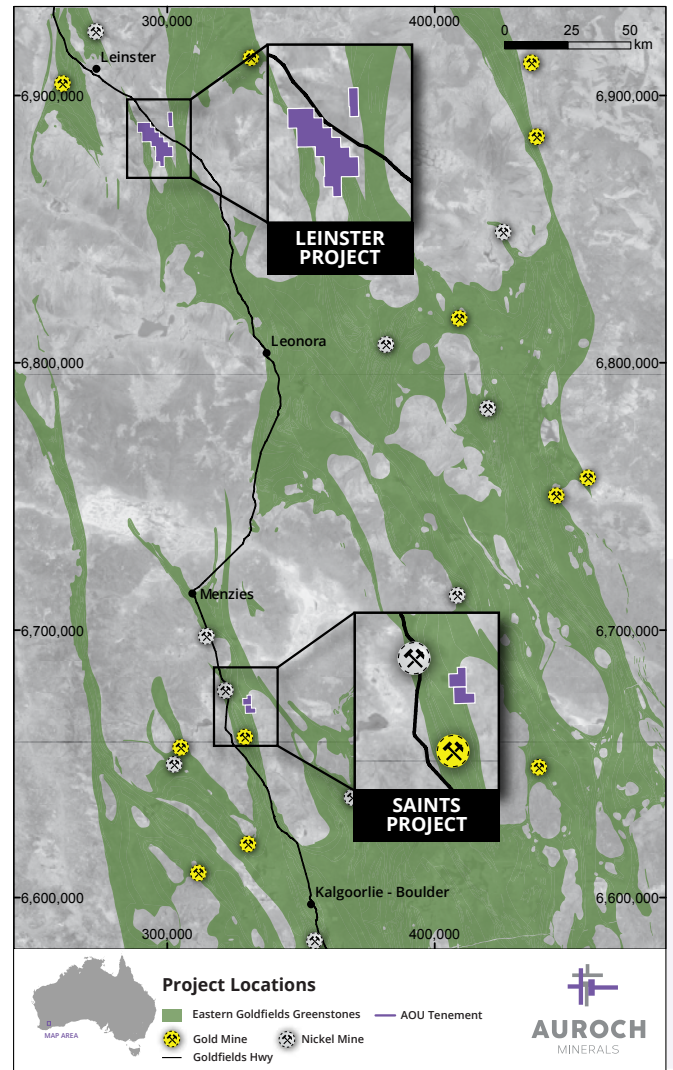 300,000
400,000
0 25 50
km
Leinster
6,900,000
6,900,000
LEINSTER
PROJECT
Leonora
6,800,000
6,800,000
Menzies
6,700,000
6,700,000
SAINTS
PROJECT
Kalgoorlie - Boulder
6,600,000
6,600,000
300,000
400,000
MAP AREA
Project Locations
Eastern Goldfields Greenstones
AOU Tenement
Gold Mine
Nickel Mine
Goldfields Hwy
AUROCH
MINERALS